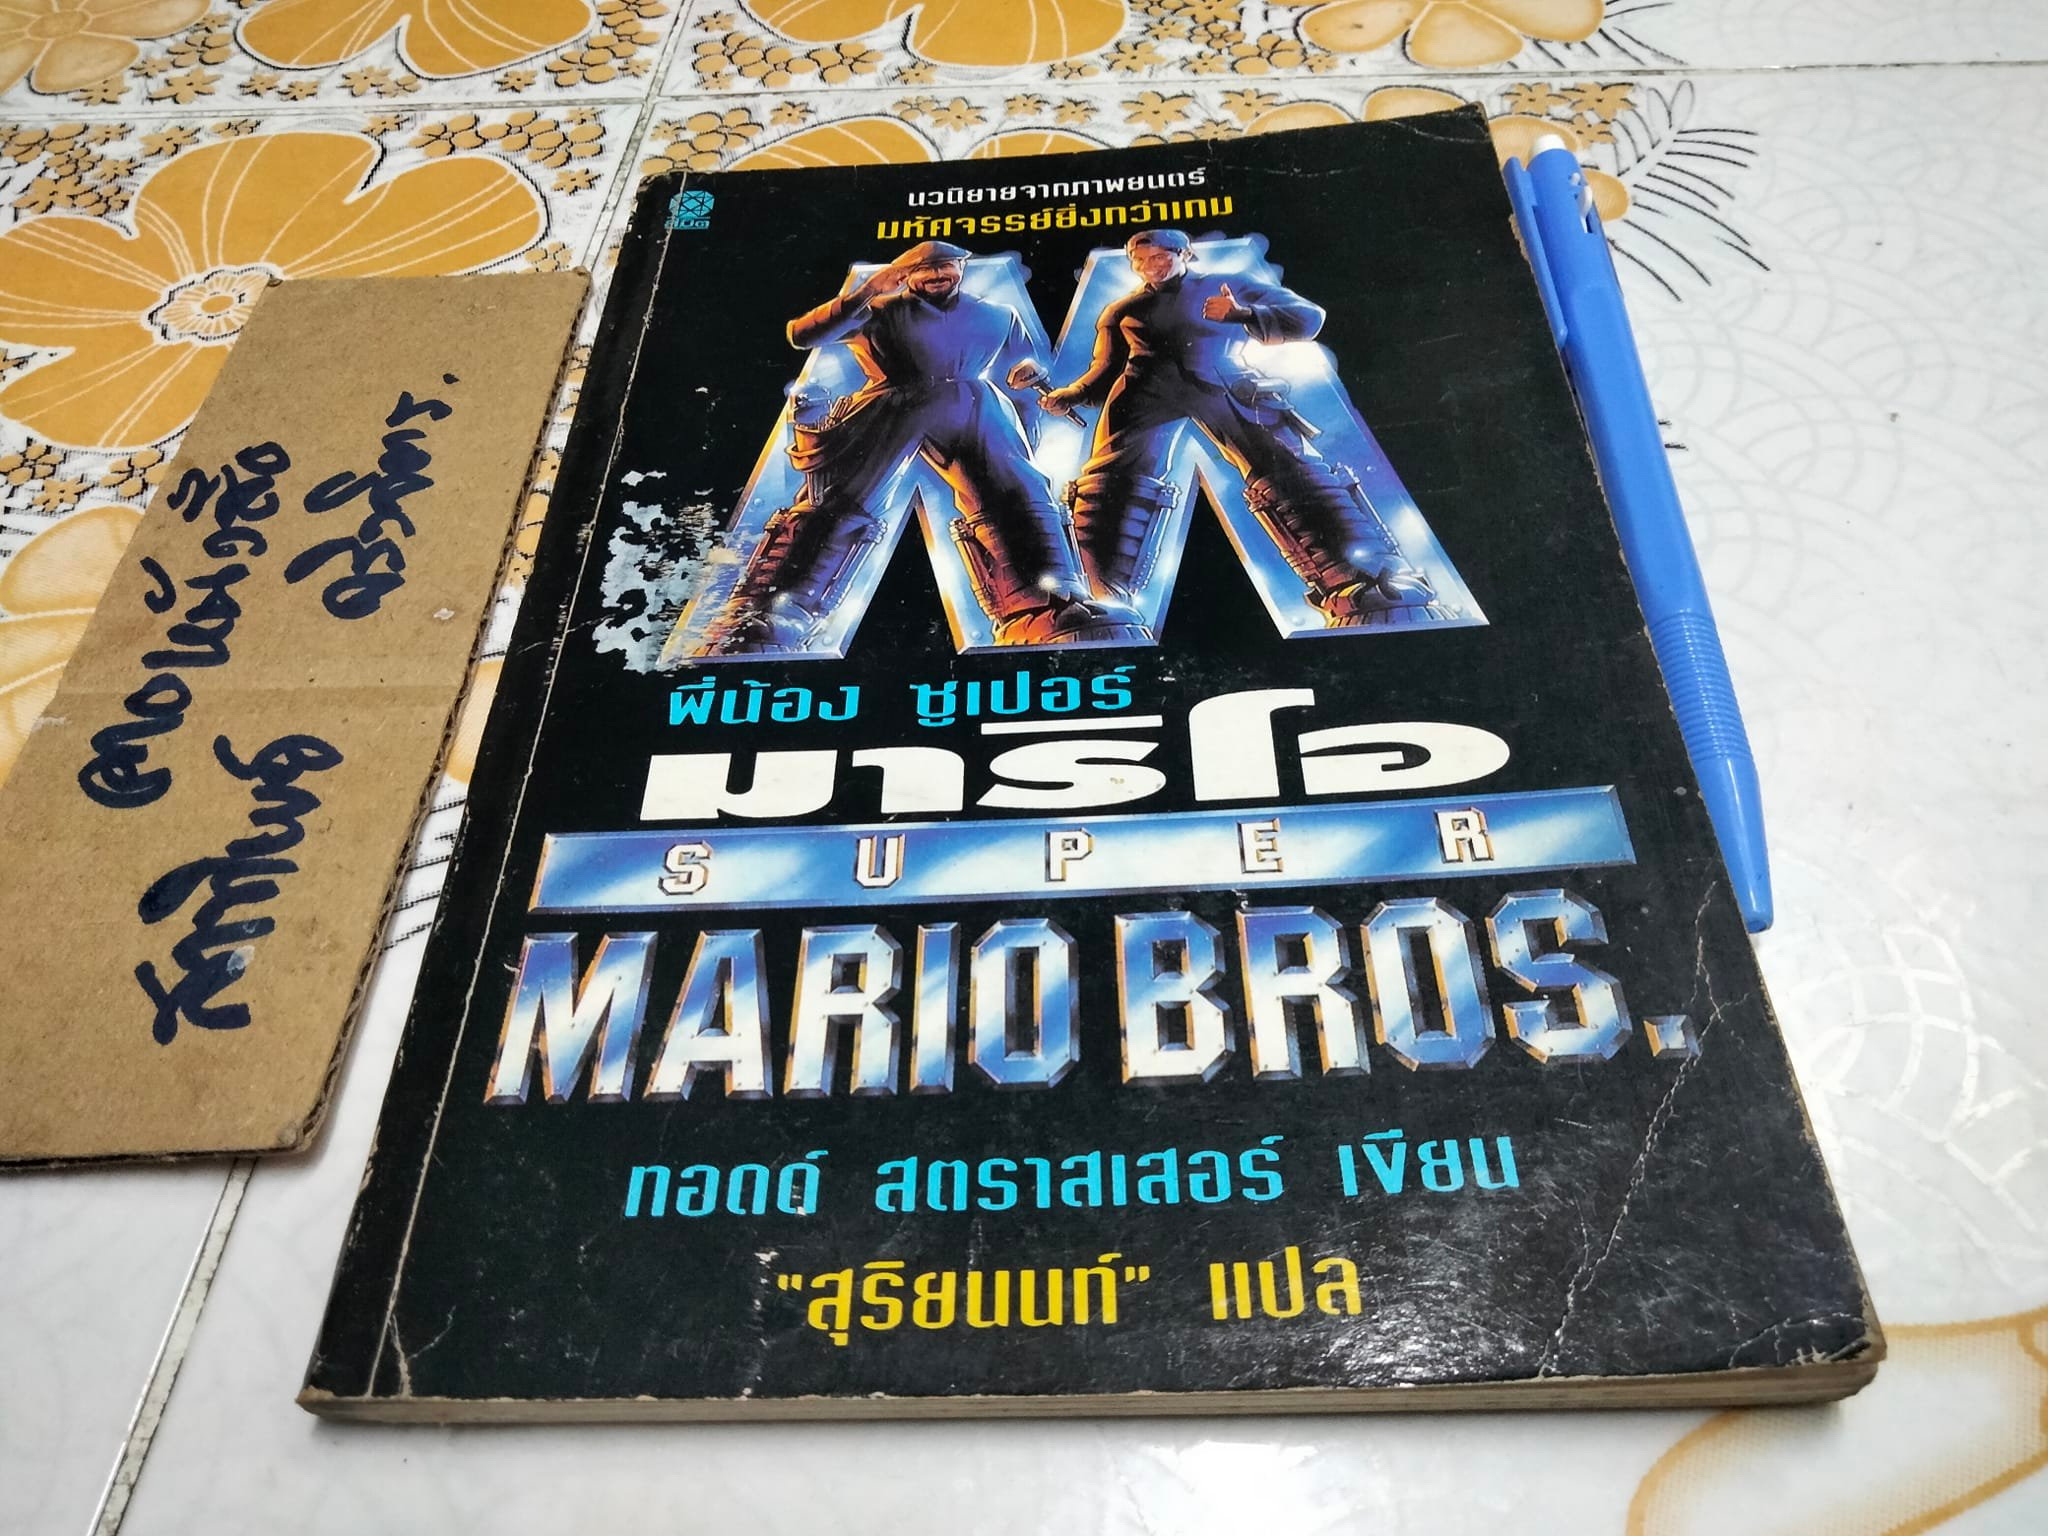 นวนิยายจากภาพยนตร์
มหัศจรรย์ยิ่งกว่าเกม
พี่น้อง ซูเปอร์
มาริโอ
SUPER
MARIO BROS.
ทอดด์ สตราสเสอร์ เขียน
"สุริยนนท์" แปล